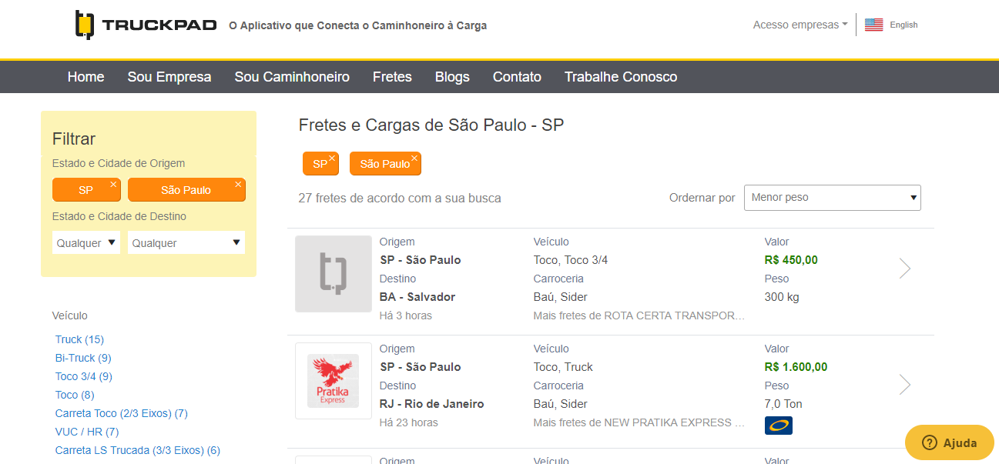 TRUCKPAD O Aplicativo que Conecta o Caminhoneiro à Carga
Acesso empresas English
Home Sou Empresa Sou Caminhoneiro Fretes Blogs Contato Trabalhe Conosco
Filtrar
Estado e Cidade de Origem
SP × São Paulo ×
Estado e Cidade de Destino
Qualquer Qualquer
Veículo
Truck (15)
Bi-Truck (9)
Toco 3/4 (9)
Toco (8)
Carreta Toco (2/3 Eixos) (7)
VUC / HR (7)
Carreta LS Trucada (3/3 Eixos) (6)
Fretes e Cargas de São Paulo - SP
SP × São Paulo ×
27 fretes de acordo com a sua busca
Ordernar por Menor peso
Origem Veículo Valor
SP - São Paulo Toco, Toco 3/4 R$ 450,00
Destino Carroceria Peso
BA - Salvador Baú, Sider 300 kg
Há 3 horas Mais fretes de ROTA CERTA TRANSPOR...
Pratika
Express
Origem Veículo Valor
SP - São Paulo Toco, Truck R$ 1.600,00
Destino Carroceria Peso
RJ - Rio de Janeiro Baú, Sider 7,0 Ton
Há 23 horas Mais fretes de NEW PRATIKA EXPRESS ...
Origem Veículo Valor
? Ajuda